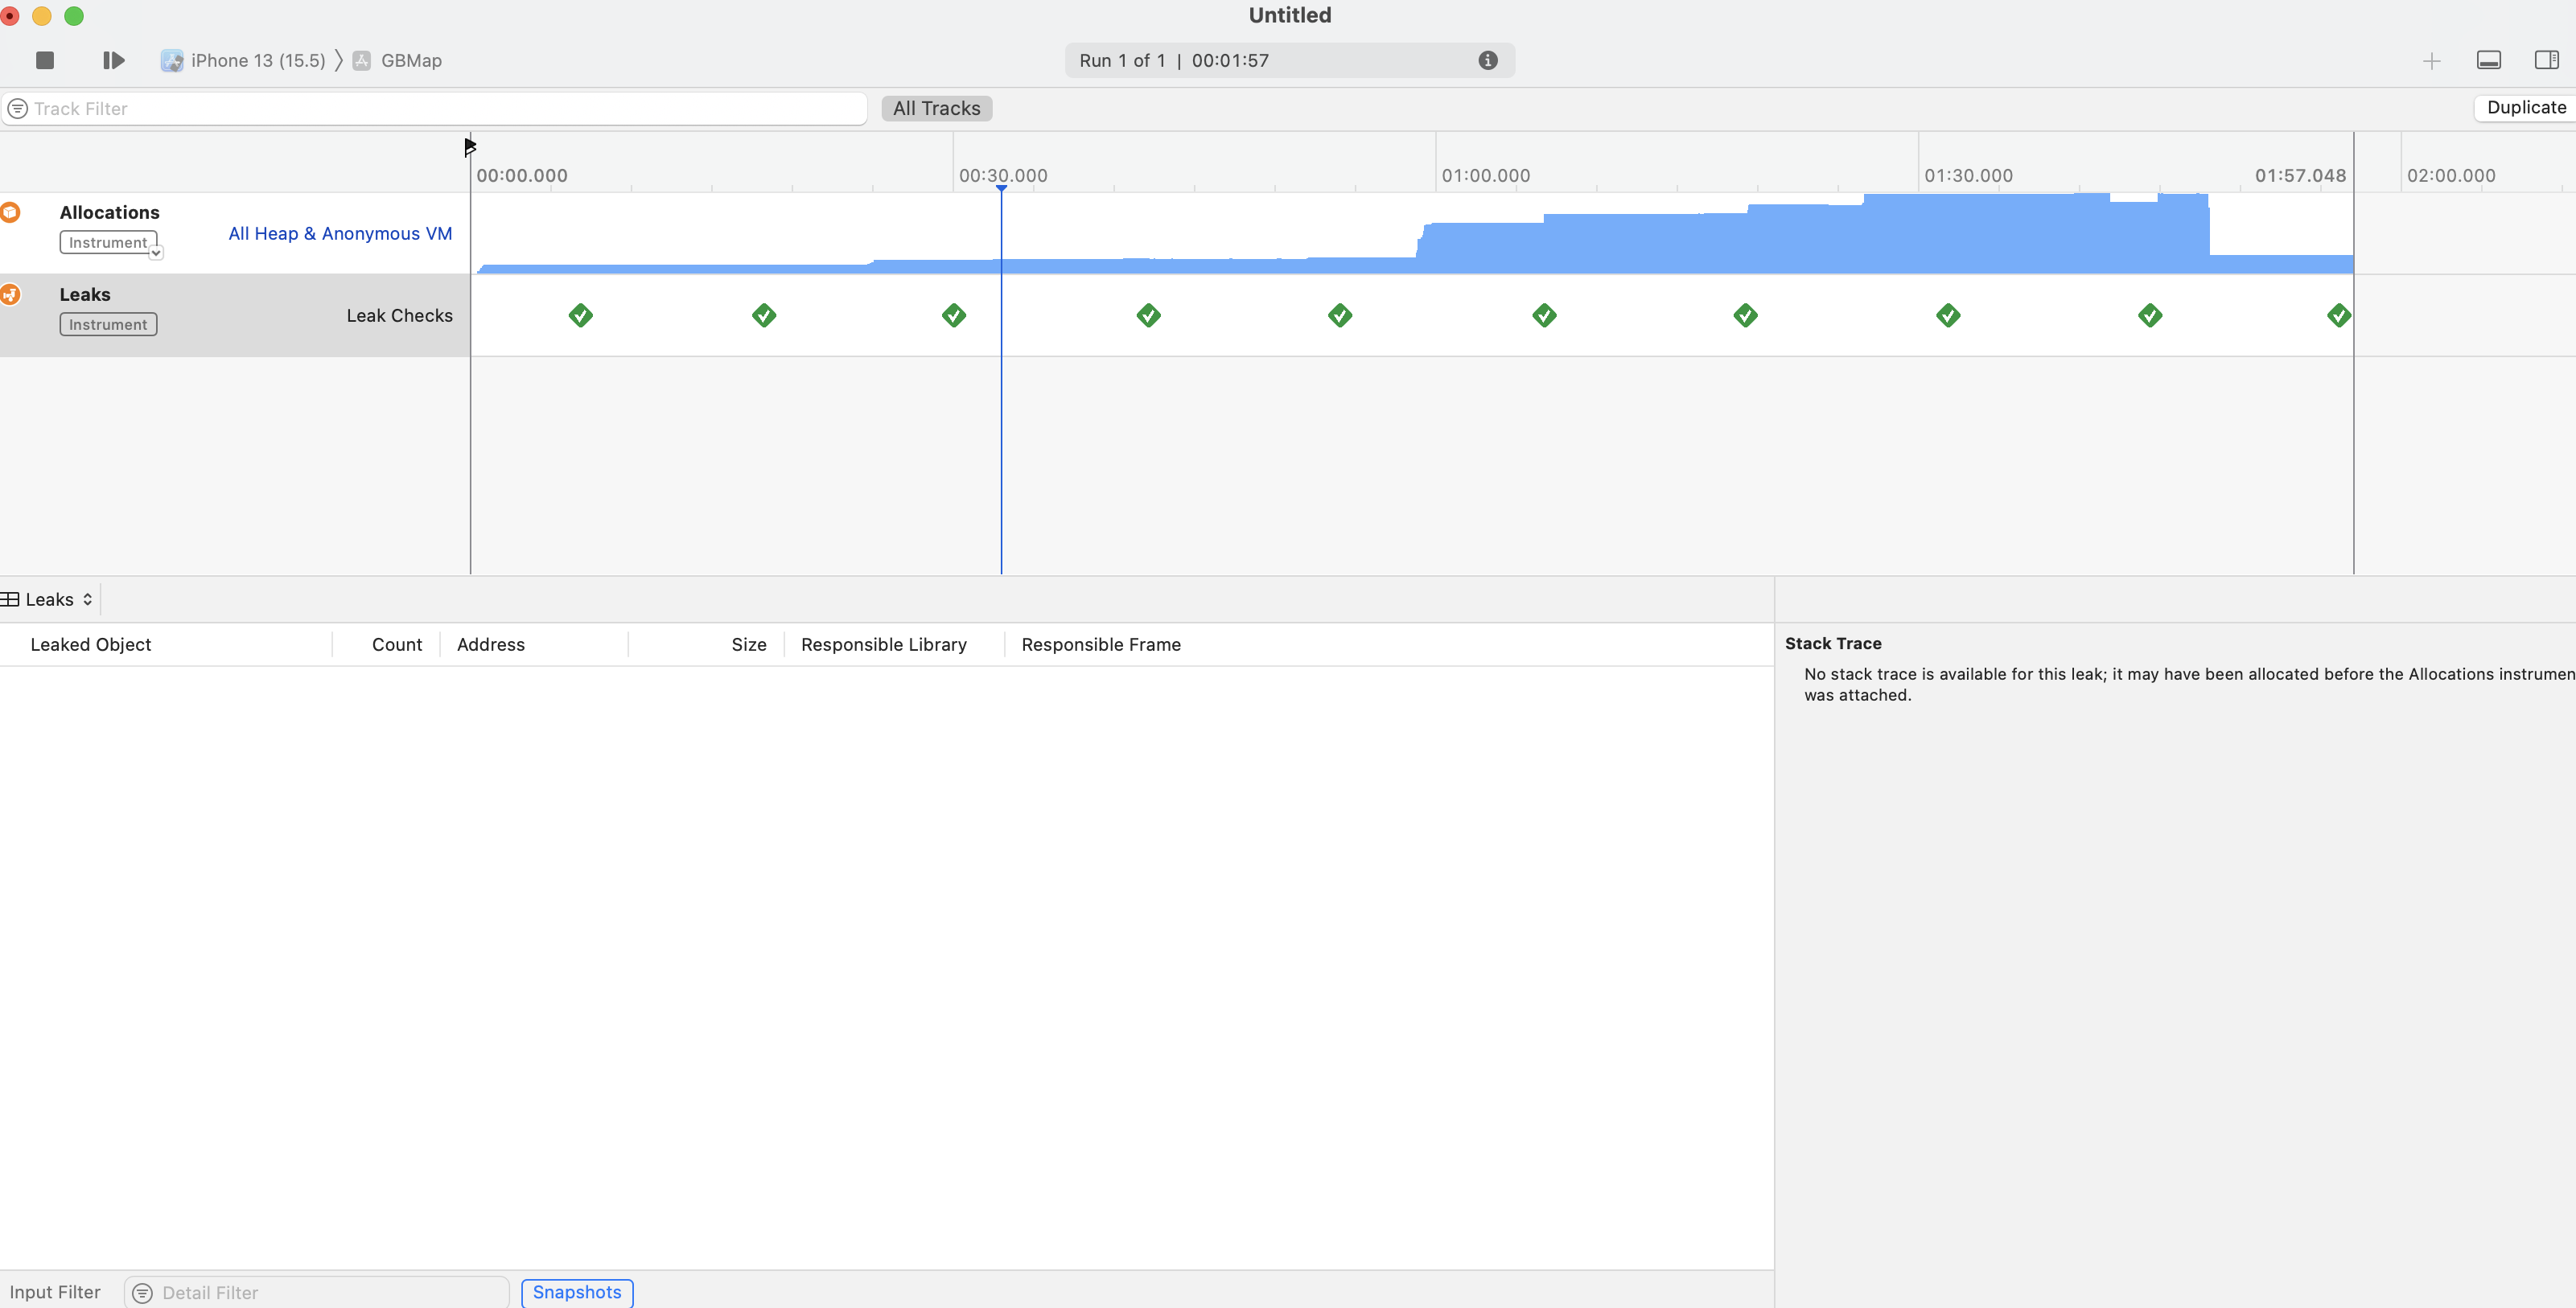 Untitled
iPhone 13 (15.5) GBMap
Run 1 of 1 | 00:01:57
Track Filter
All Tracks
Duplicate
00:00.000 00:30.000 01:00.000 01:30.000 01:57.048 02:00.000
Allocations
Instrument
All Heap & Anonymous VM
Leaks
Instrument
Leak Checks
Leaks
Leaked Object Count Address Size Responsible Library Responsible Frame
Stack Trace
No stack trace is available for this leak; it may have been allocated before the Allocations instrumen
was attached.
Input Filter Detail Filter Snapshots